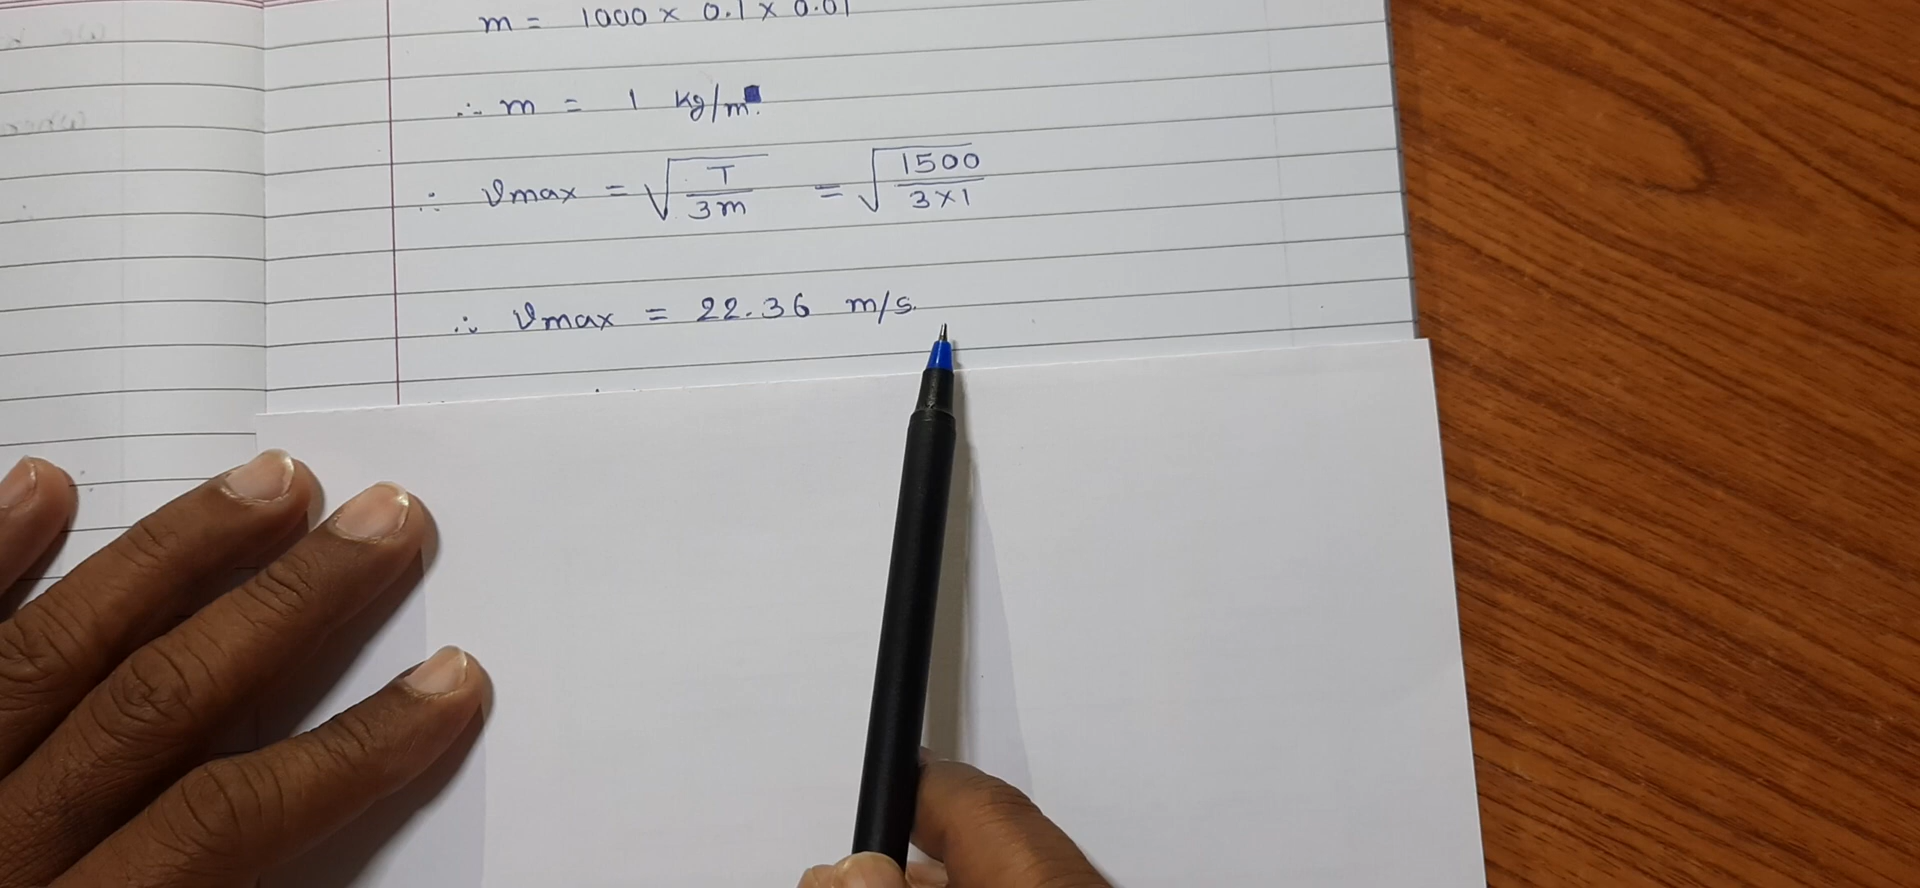 m = 1000 x 0.1 x 0.01
∴ m = 1 kg/m.
∴ vmax = √(T/3m) = √(1500/3×1)
∴ vmax = 22.36 m/s.